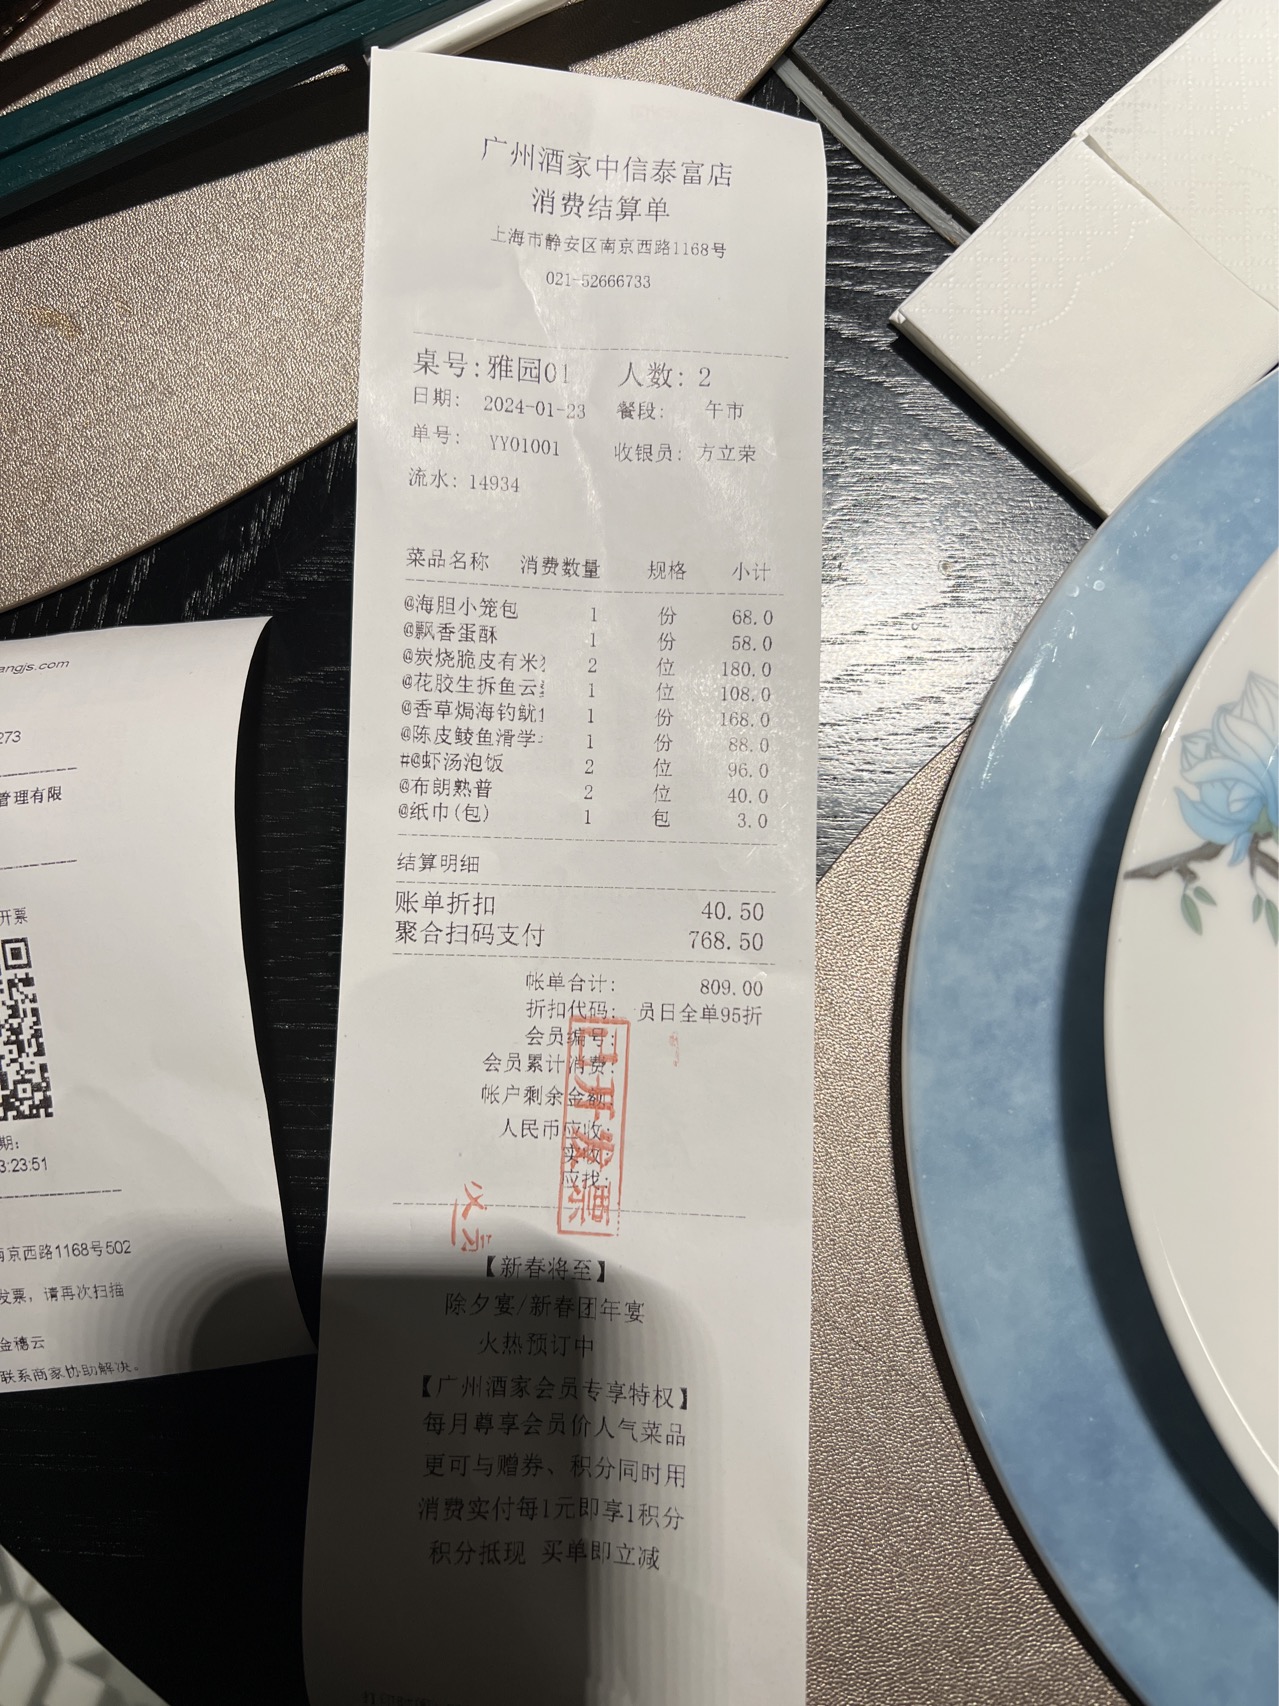 广州酒家中信泰富店
消费结算单
上海市静安区南京西路1168号
021-52666733
桌号:雅园01 人数: 2
日期: 2024-01-23 餐段: 午市
单号: YY01001 收银员: 方立荣
流水: 14934
菜品名称 消费数量 规格 小计
@海胆小笼包 1 份 68.0
@飘香蛋酥 1 份 58.0
@炭烧脆皮有米 2 位 180.0
@花胶生拆鱼云 1 位 108.0
@香草焗海钓鱿 1 份 168.0
@陈皮鲮鱼滑学 1 份 88.0
#@虾汤泡饭 2 位 96.0
@布朗熟普 2 位 40.0
@纸巾(包) 1 包 3.0
结算明细
账单折扣 40.50
聚合扫码支付 768.50
帐单合计: 809.00
折扣代码: 员日全单95折
会员编号:
会员累计消费:
帐户剩余金额:
人民币应收:
实收:
应找:
已开发票
【新春将至】
除夕宴/新春团年宴
火热预订中
【广州酒家会员专享特权】
每月尊享会员价人气菜品
更可与赠券、积分同时用
消费实付每1元即享1积分
积分抵现 买单即立减
angjs.com
273
管理有限
开票
期:
3:23:51
南京西路1168号502
发票，请再次扫描
金穗云
联系商家协助解决。